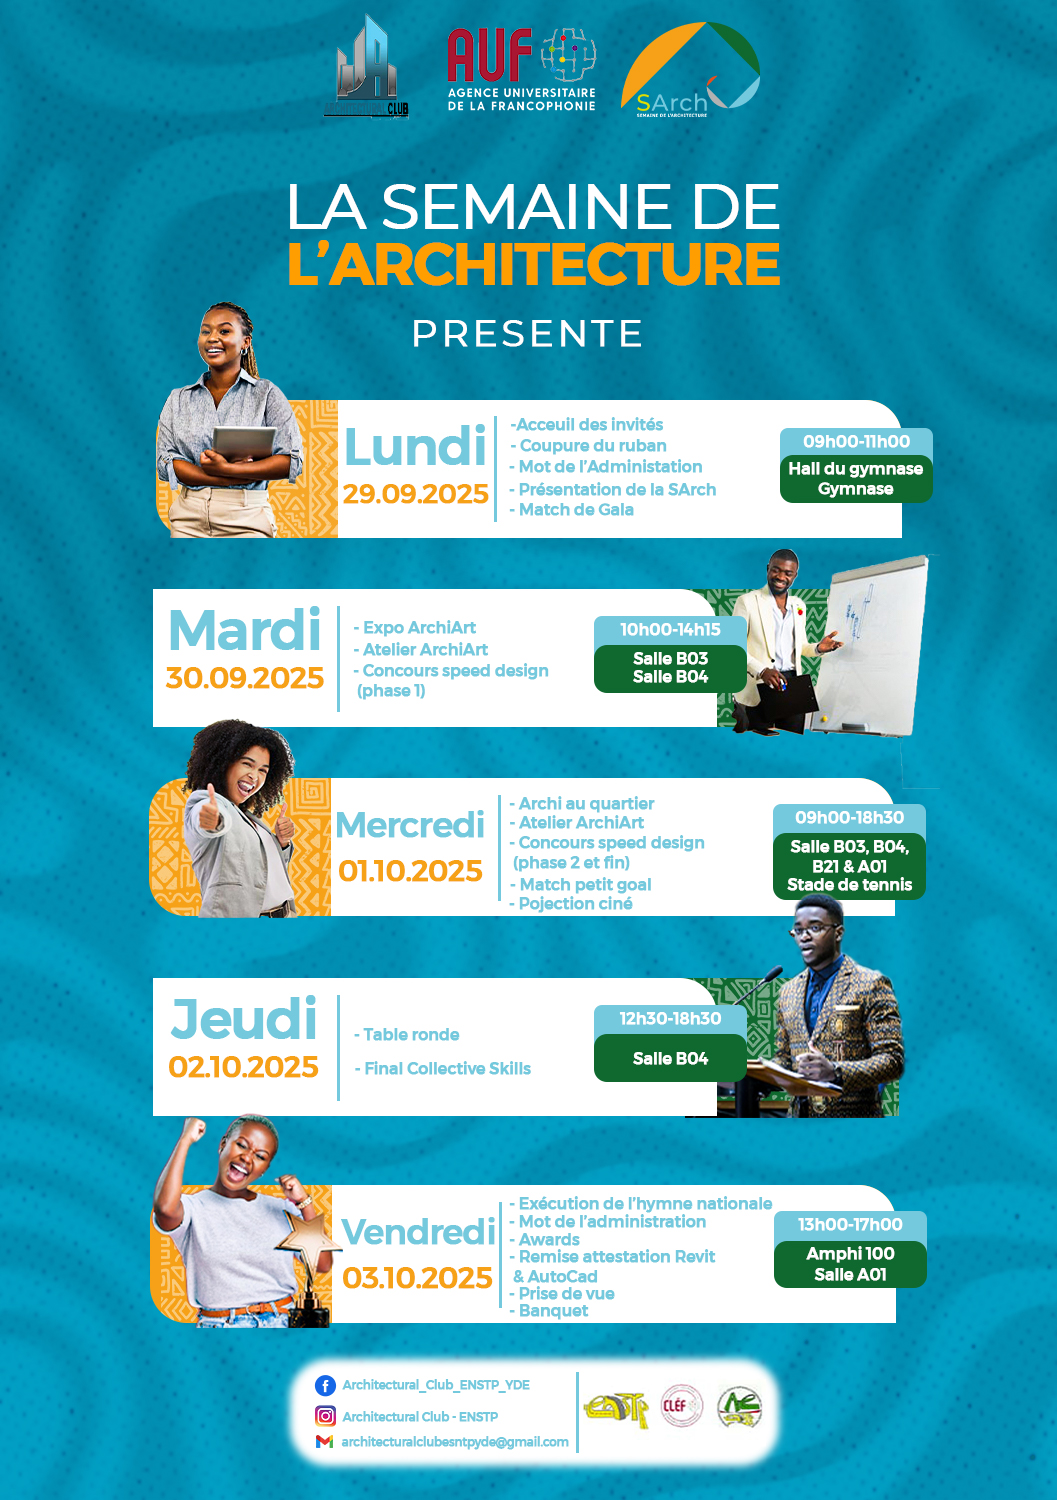 ARCHITECTURAL CLUB
AUF
AGENCE UNIVERSITAIRE
DE LA FRANCOPHONIE
SArch
SEMAINE DE L'ARCHITECTURE
LA SEMAINE DE
L'ARCHITECTURE
PRESENTE
Lundi
29.09.2025
-Acceuil des invités
- Coupure du ruban
- Mot de l'Administation
- Présentation de la SArch
- Match de Gala
09h00-11h00
Hall du gymnase
Gymnase
Mardi
30.09.2025
- Expo ArchiArt
- Atelier ArchiArt
- Concours speed design
(phase 1)
10h00-14h15
Salle B03
Salle B04
Mercredi
01.10.2025
- Archi au quartier
- Atelier ArchiArt
- Concours speed design
(phase 2 et fin)
- Match petit goal
- Pojection ciné
09h00-18h30
Salle B03, B04,
B21 & A01
Stade de tennis
Jeudi
02.10.2025
- Table ronde
- Final Collective Skills
12h30-18h30
Salle B04
Vendredi
03.10.2025
- Exécution de l'hymne nationale
- Mot de l'administration
- Awards
- Remise attestation Revit
& AutoCad
- Prise de vue
- Banquet
13h00-17h00
Amphi 100
Salle A01
Architectural_Club_ENSTP_YDE
Architectural Club - ENSTP
architecturalclubesntpyde@gmail.com
CLÉF